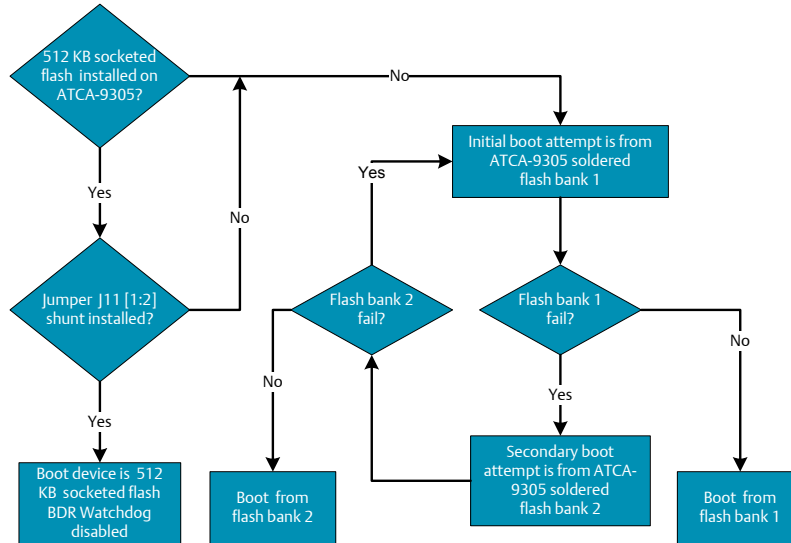 512 KB socketed
flash installed on
ATCA-9305?
No
Initial boot attempt is from
ATCA-9305 soldered
flash bank 1
Yes
Yes
No
Jumper J11 [1:2]
shunt installed?
Flash bank 2
fail?
Flash bank 1
fail?
No
No
Yes
Yes
Boot device is 512
KB socketed flash
BDR Watchdog
disabled
Boot from
flash bank 2
Secondary boot
attempt is from ATCA-
9305 soldered
flash bank 2
Boot from
flash bank 1